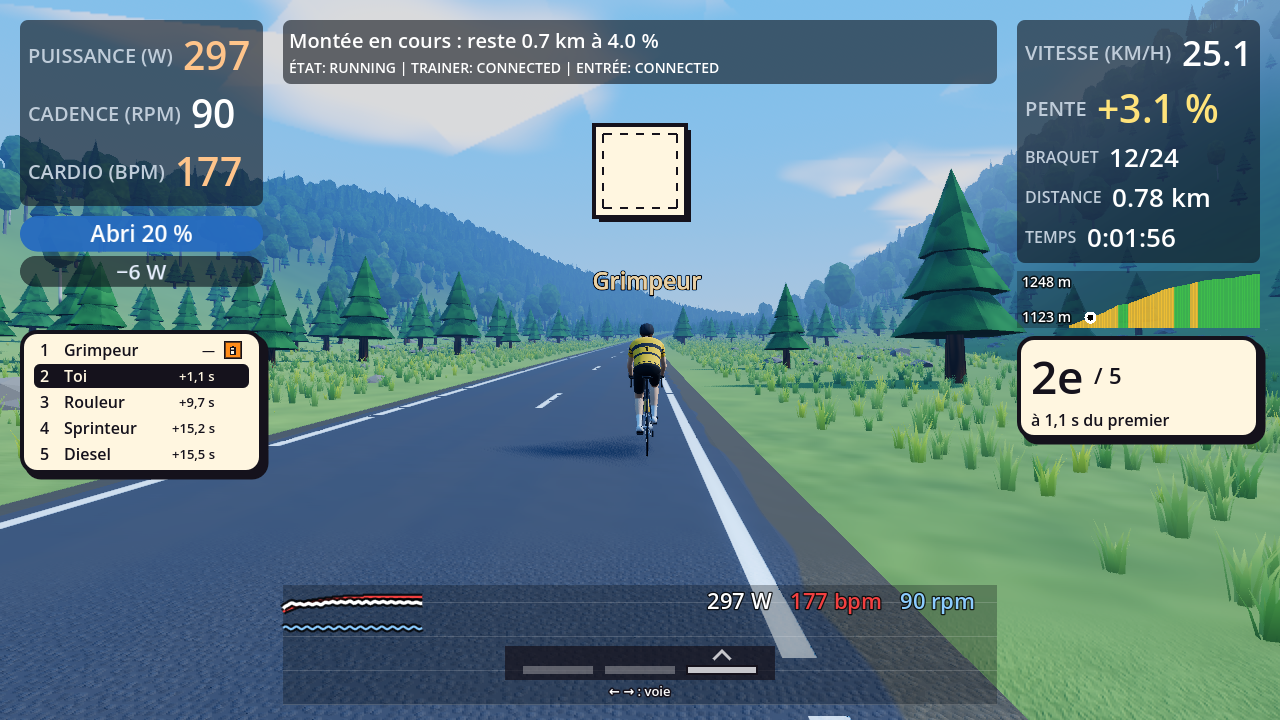 PUISSANCE (W) 297
CADENCE (RPM) 90
CARDIO (BPM) 177
Abri 20 %
−6 W
1 Grimpeur —
2 Toi +1,1 s
3 Rouleur +9,7 s
4 Sprinteur +15,2 s
5 Diesel +15,5 s
Montée en cours : reste 0.7 km à 4.0 %
ÉTAT: RUNNING | TRAINER: CONNECTED | ENTRÉE: CONNECTED
Grimpeur
VITESSE (KM/H) 25.1
PENTE +3.1 %
BRAQUET 12/24
DISTANCE 0.78 km
TEMPS 0:01:56
1248 m
1123 m
2e / 5
à 1,1 s du premier
297 W 177 bpm 90 rpm
← → : voie